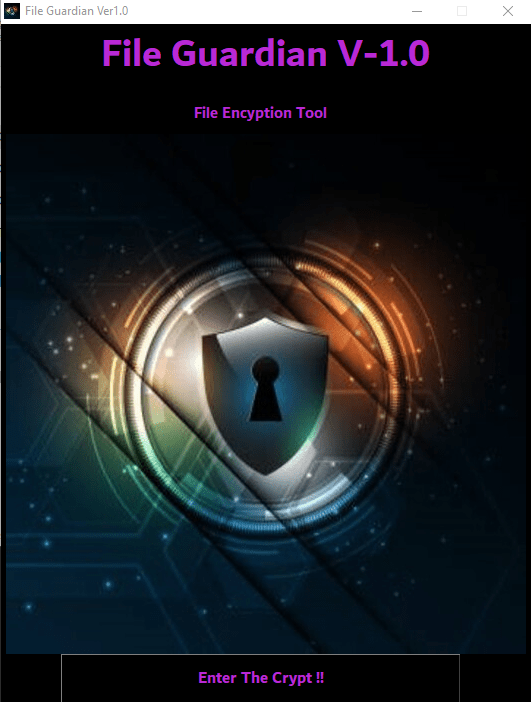 File Guardian Ver1.0
File Guardian V-1.0
File Encyption Tool
Enter The Crypt !!